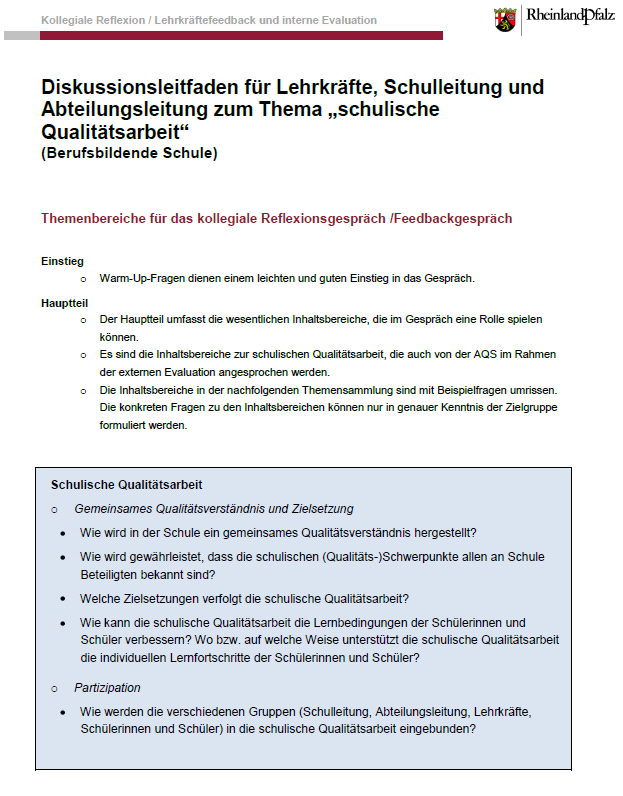 Kollegiale Reflexion / Lehrkräftefeedback und interne Evaluation
RheinlandPfalz
Diskussionsleitfaden für Lehrkräfte, Schulleitung und
Abteilungsleitung zum Thema „schulische
Qualitätsarbeit“
(Berufsbildende Schule)
Themenbereiche für das kollegiale Reflexionsgespräch /Feedbackgespräch
Einstieg
o Warm-Up-Fragen dienen einem leichten und guten Einstieg in das Gespräch.
Hauptteil
o Der Hauptteil umfasst die wesentlichen Inhaltsbereiche, die im Gespräch eine Rolle spielen
können.
o Es sind die Inhaltsbereiche zur schulischen Qualitätsarbeit, die auch von der AQS im Rahmen
der externen Evaluation angesprochen werden.
o Die Inhaltsbereiche in der nachfolgenden Themensammlung sind mit Beispielfragen umrissen.
Die konkreten Fragen zu den Inhaltsbereichen können nur in genauer Kenntnis der Zielgruppe
formuliert werden.
Schulische Qualitätsarbeit
o Gemeinsames Qualitätsverständnis und Zielsetzung
• Wie wird in der Schule ein gemeinsames Qualitätsverständnis hergestellt?
• Wie wird gewährleistet, dass die schulischen (Qualitäts-)Schwerpunkte allen an Schule
Beteiligten bekannt sind?
• Welche Zielsetzungen verfolgt die schulische Qualitätsarbeit?
• Wie kann die schulische Qualitätsarbeit die Lernbedingungen der Schülerinnen und
Schüler verbessern? Wo bzw. auf welche Weise unterstützt die schulische Qualitätsarbeit
die individuellen Lernfortschritte der Schülerinnen und Schüler?
o Partizipation
• Wie werden die verschiedenen Gruppen (Schulleitung, Abteilungsleitung, Lehrkräfte,
Schülerinnen und Schüler) in die schulische Qualitätsarbeit eingebunden?